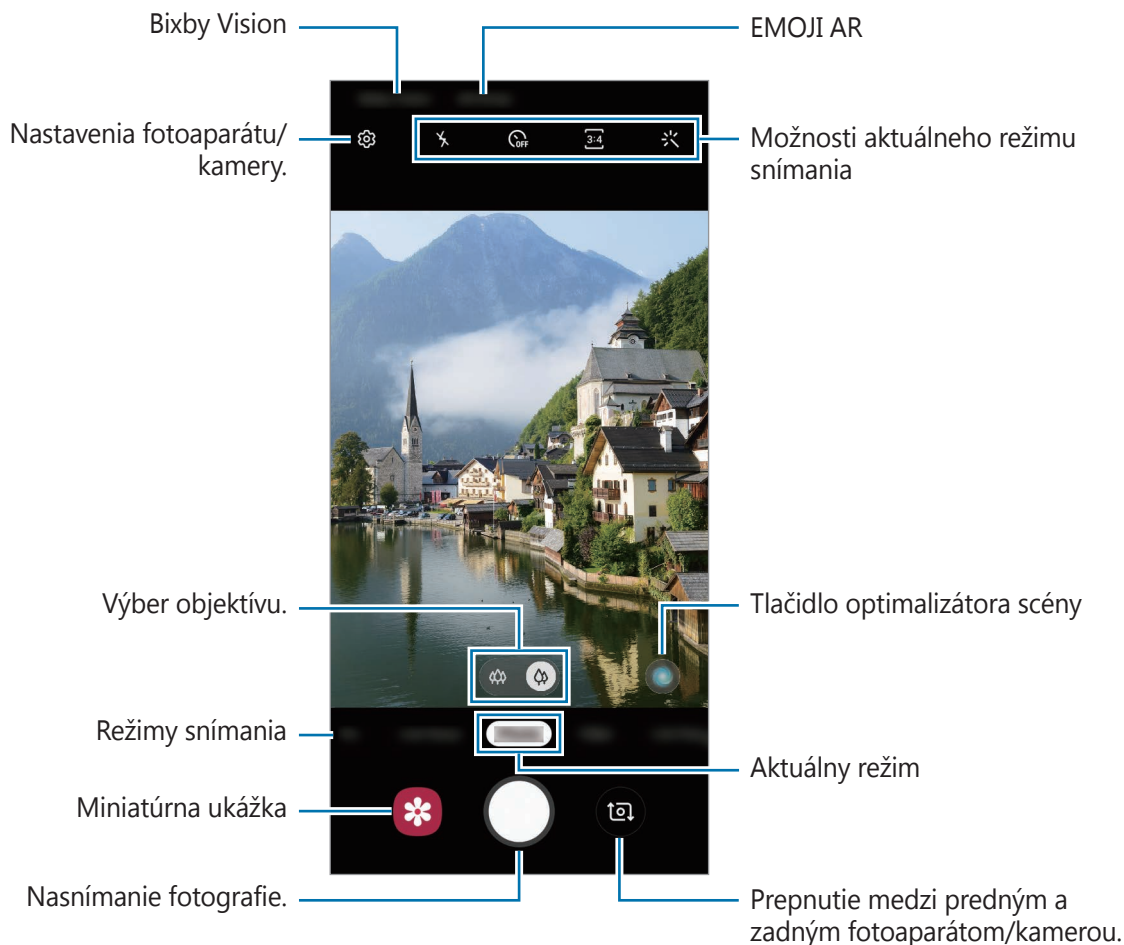 Bixby Vision
EMOJI AR
Nastavenia fotoaparátu/
kamery.
OFF
3:4
Možnosti aktuálneho režimu
snímania
Výber objektívu.
Tlačidlo optimalizátora scény
Režimy snímania
Aktuálny režim
Miniatúrna ukážka
Nasnímanie fotografie.
Prepnutie medzi predným a
zadným fotoaparátom/kamerou.